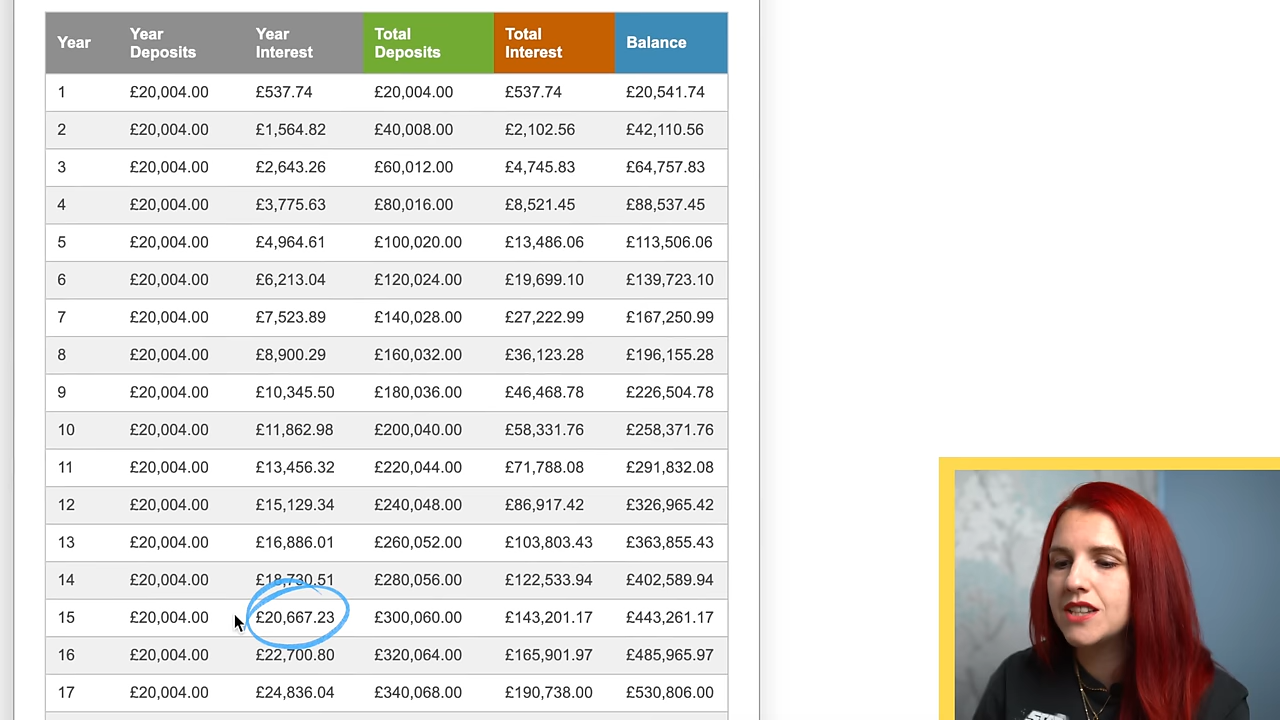 Year Year Deposits Year Interest Total Deposits Total Interest Balance
1 £20,004.00 £537.74 £20,004.00 £537.74 £20,541.74
2 £20,004.00 £1,564.82 £40,008.00 £2,102.56 £42,110.56
3 £20,004.00 £2,643.26 £60,012.00 £4,745.83 £64,757.83
4 £20,004.00 £3,775.63 £80,016.00 £8,521.45 £88,537.45
5 £20,004.00 £4,964.61 £100,020.00 £13,486.06 £113,506.06
6 £20,004.00 £6,213.04 £120,024.00 £19,699.10 £139,723.10
7 £20,004.00 £7,523.89 £140,028.00 £27,222.99 £167,250.99
8 £20,004.00 £8,900.29 £160,032.00 £36,123.28 £196,155.28
9 £20,004.00 £10,345.50 £180,036.00 £46,468.78 £226,504.78
10 £20,004.00 £11,862.98 £200,040.00 £58,331.76 £258,371.76
11 £20,004.00 £13,456.32 £220,044.00 £71,788.08 £291,832.08
12 £20,004.00 £15,129.34 £240,048.00 £86,917.42 £326,965.42
13 £20,004.00 £16,886.01 £260,052.00 £103,803.43 £363,855.43
14 £20,004.00 £18,730.51 £280,056.00 £122,533.94 £402,589.94
15 £20,004.00 £20,667.23 £300,060.00 £143,201.17 £443,261.17
16 £20,004.00 £22,700.80 £320,064.00 £165,901.97 £485,965.97
17 £20,004.00 £24,836.04 £340,068.00 £190,738.00 £530,806.00